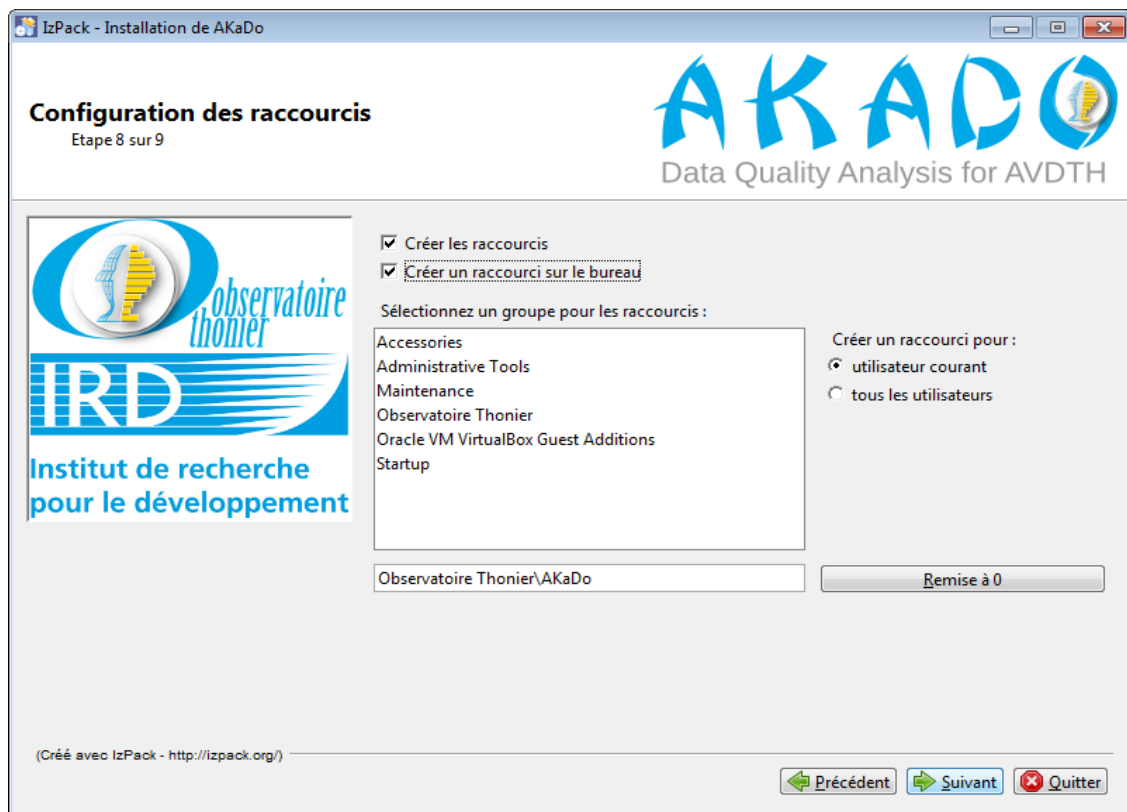 IzPack - Installation de AKaDo
AKADO
Data Quality Analysis for AVDTH
Configuration des raccourcis
Etape 8 sur 9
observatoire
thonier
IRD
Institut de recherche
pour le développement
Créer les raccourcis
Créer un raccourci sur le bureau
Sélectionnez un groupe pour les raccourcis :
Accessories
Administrative Tools
Maintenance
Observatoire Thonier
Oracle VM VirtualBox Guest Additions
Startup
Créer un raccourci pour :
utilisateur courant
tous les utilisateurs
Observatoire Thonier\AKaDo
Remise à 0
(Créé avec IzPack - http://izpack.org/)
Précédent
Suivant
Quitter